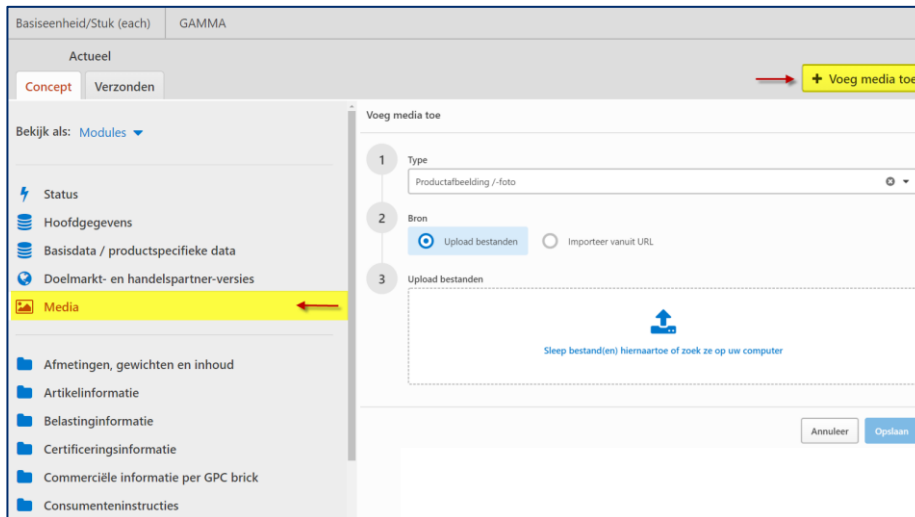 Basiseenheid/Stuk (each) GAMMA
Actueel
Concept Verzonden
+ Voeg media toe
Bekijk als: Modules
Status
Hoofdgegevens
Basisdata / productspecifieke data
Doelmarkt- en handelspartner-versies
Media
Afmetingen, gewichten en inhoud
Artikelinformatie
Belastinginformatie
Certificeringsinformatie
Commerciële informatie per GPC brick
Consumenteninstructies
Voeg media toe
1 Type
Productafbeelding /-foto
2 Bron
Upload bestanden Importeer vanuit URL
3 Upload bestanden
Sleep bestand(en) hiernaartoe of zoek ze op uw computer
Annuleer Opslaan